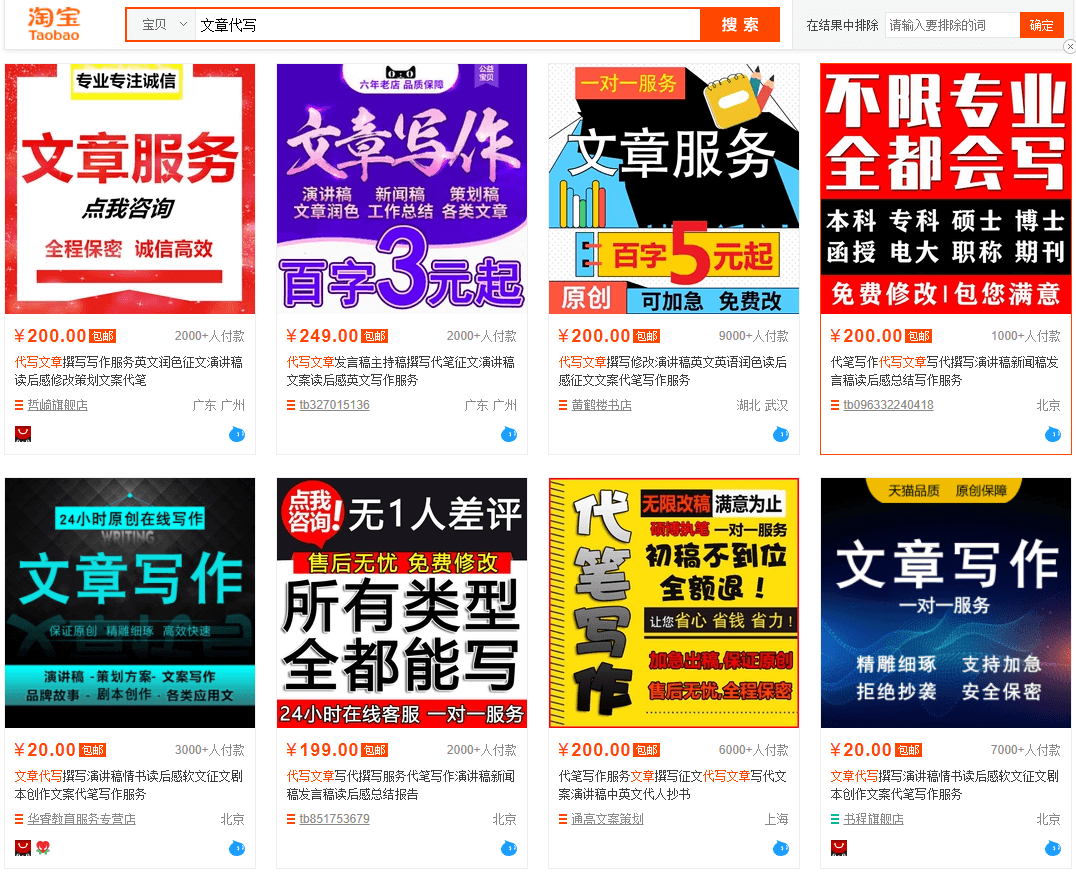 淘宝
Taobao
宝贝
文章代写
搜 索
在结果中排除
请输入要排除的词
确定
专业专注诚信
文章服务
点我咨询
全程保密 诚信高效
¥200.00 包邮
2000+人付款
代写文章撰写写作服务英文润色征文演讲稿
读后感修改策划文案代笔
哲崎旗舰店
广东 广州
六年老店 品质保障
公益
宝贝
文章写作
演讲稿 新闻稿 策划稿
文章润色 工作总结 各类文章
百字3元起
¥249.00 包邮
2000+人付款
代写文章发言稿主持稿撰写代笔征文演讲稿
文案读后感英文写作服务
tb327015136
广东 广州
一对一服务
文章服务
百字5元起
原创
可加急 免费改
¥200.00 包邮
9000+人付款
代写文章撰写修改演讲稿英文英语润色读后
感征文文案代笔写作服务
黄鹤楼书店
湖北 武汉
不限专业
全都会写
本科 专科 硕士 博士
函授 电大 职称 期刊
免费修改|包您满意
¥200.00 包邮
1000+人付款
代笔写作代写文章写代撰写演讲稿新闻稿发
言稿读后感总结写作服务
tb096332240418
北京
24小时原创在线写作
WRITING
文章写作
保证原创 精雕细琢 高效快速
演讲稿 -策划方案- 文案写作
品牌故事 - 剧本创作 - 各类应用文
¥20.00 包邮
3000+人付款
文章代写撰写演讲稿情书读后感软文征文剧
本创作文案代笔写作服务
华睿教育服务专营店
北京
点我
咨询!
无1人差评
售后无忧 免费修改
所有类型
全都能写
24小时在线客服 一对一服务
¥199.00 包邮
2000+人付款
代写文章写代撰写服务代笔写作演讲稿新闻
稿发言稿读后感总结报告
tb851753679
北京
代笔写作
无限改稿 满意为止
硕博执笔 一对一服务
初稿不到位
全额退！
让您省心 省钱 省力！
加急出稿,保证原创
售后无忧,全程保密
¥200.00 包邮
6000+人付款
代笔写作服务文章撰写征文代写文章写代文
案演讲稿中英文代人抄书
通高文案策划
上海
天猫品质 原创保障
文章写作
一对一服务
精雕细琢 支持加急
拒绝抄袭 安全保密
¥20.00 包邮
7000+人付款
文章代写撰写演讲稿情书读后感软文征文剧
本创作文案代笔写作服务
书程旗舰店
北京